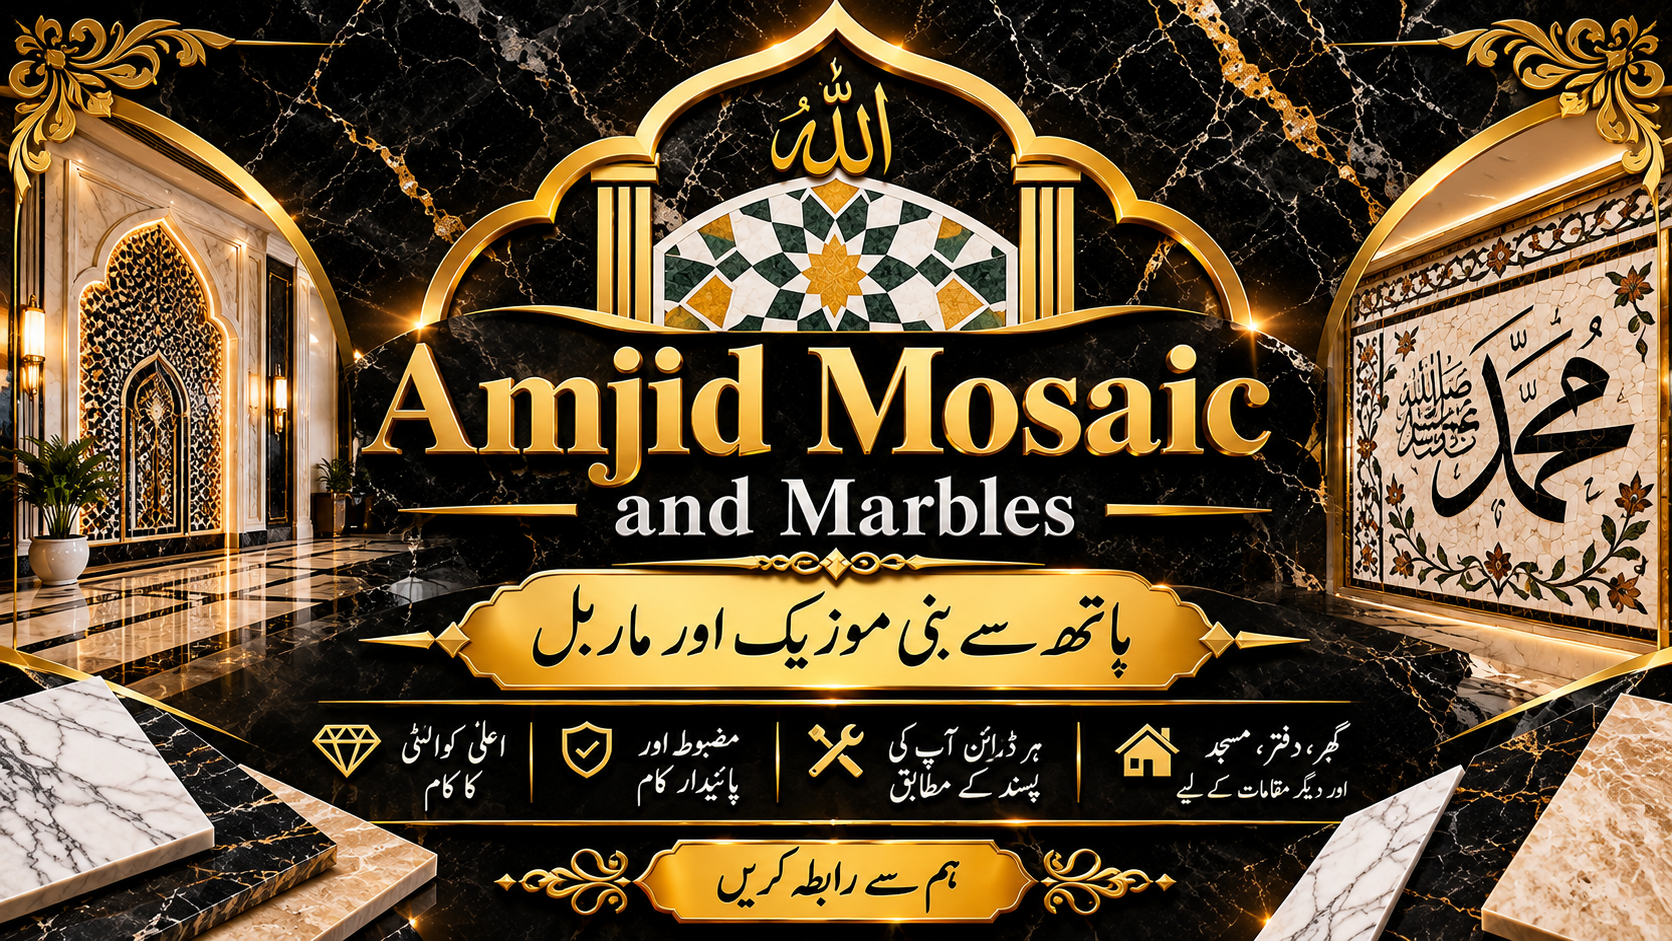 الله
Amjid Mosaic
and Marbles
محمد
صلى الله
عليه وسلم
ہاتھ سے بنی موزیک اور ماربل
اعلیٰ کوالٹی
کا کام
مضبوط اور
پائیدار کام
ہر ڈیزائن آپ کی
پسند کے مطابق
گھر، دفتر، مسجد
اور دیگر مقامات کے لیے
ہم سے رابطہ کریں